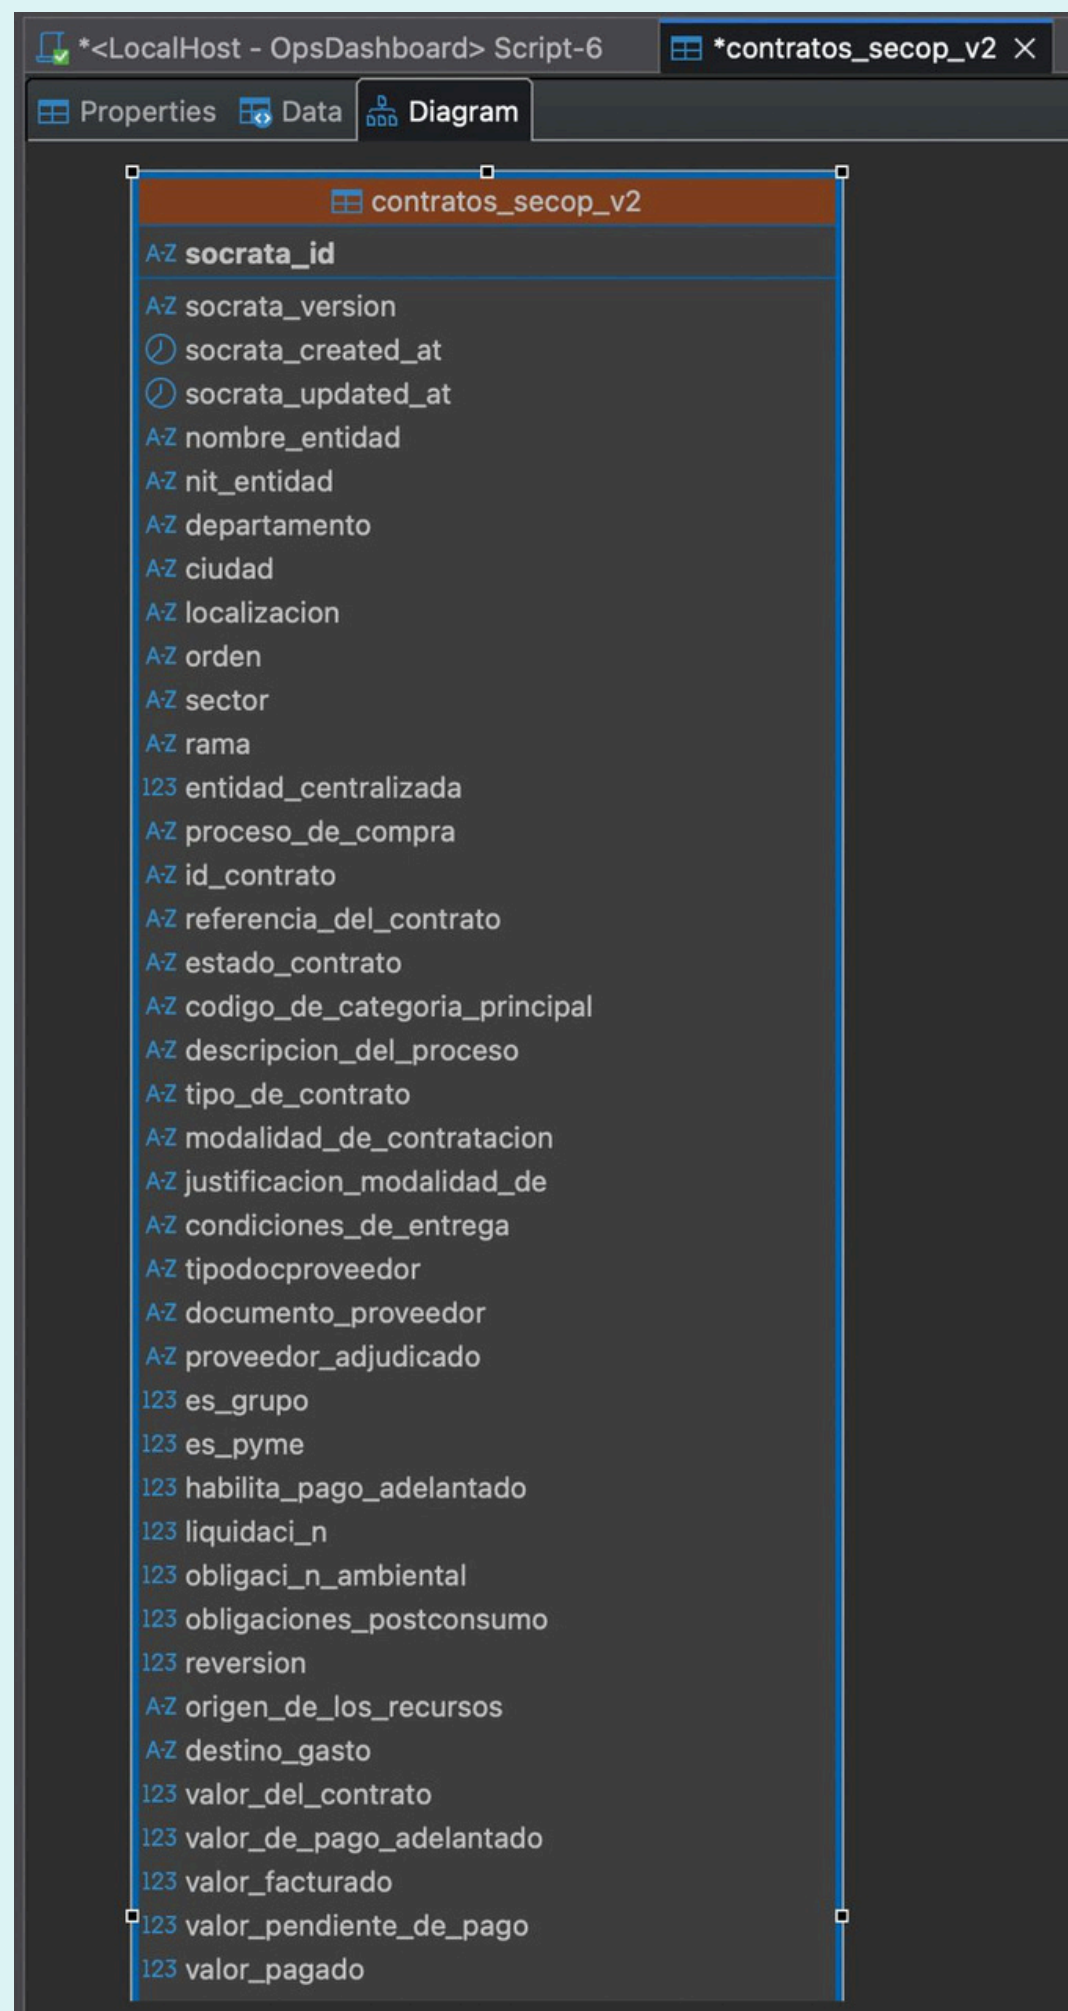 *<LocalHost - OpsDashboard> Script-6
*contratos_secop_v2
Properties Data Diagram
contratos_secop_v2
A-Z socrata_id
A-Z socrata_version
socrata_created_at
socrata_updated_at
A-Z nombre_entidad
A-Z nit_entidad
A-Z departamento
A-Z ciudad
A-Z localizacion
A-Z orden
A-Z sector
A-Z rama
123 entidad_centralizada
A-Z proceso_de_compra
A-Z id_contrato
A-Z referencia_del_contrato
A-Z estado_contrato
A-Z codigo_de_categoria_principal
A-Z descripcion_del_proceso
A-Z tipo_de_contrato
A-Z modalidad_de_contratacion
A-Z justificacion_modalidad_de
A-Z condiciones_de_entrega
A-Z tipodocproveedor
A-Z documento_proveedor
A-Z proveedor_adjudicado
123 es_grupo
123 es_pyme
123 habilita_pago_adelantado
123 liquidaci_n
123 obligaci_n_ambiental
123 obligaciones_postconsumo
123 reversion
A-Z origen_de_los_recursos
A-Z destino_gasto
123 valor_del_contrato
123 valor_de_pago_adelantado
123 valor_facturado
123 valor_pendiente_de_pago
123 valor_pagado